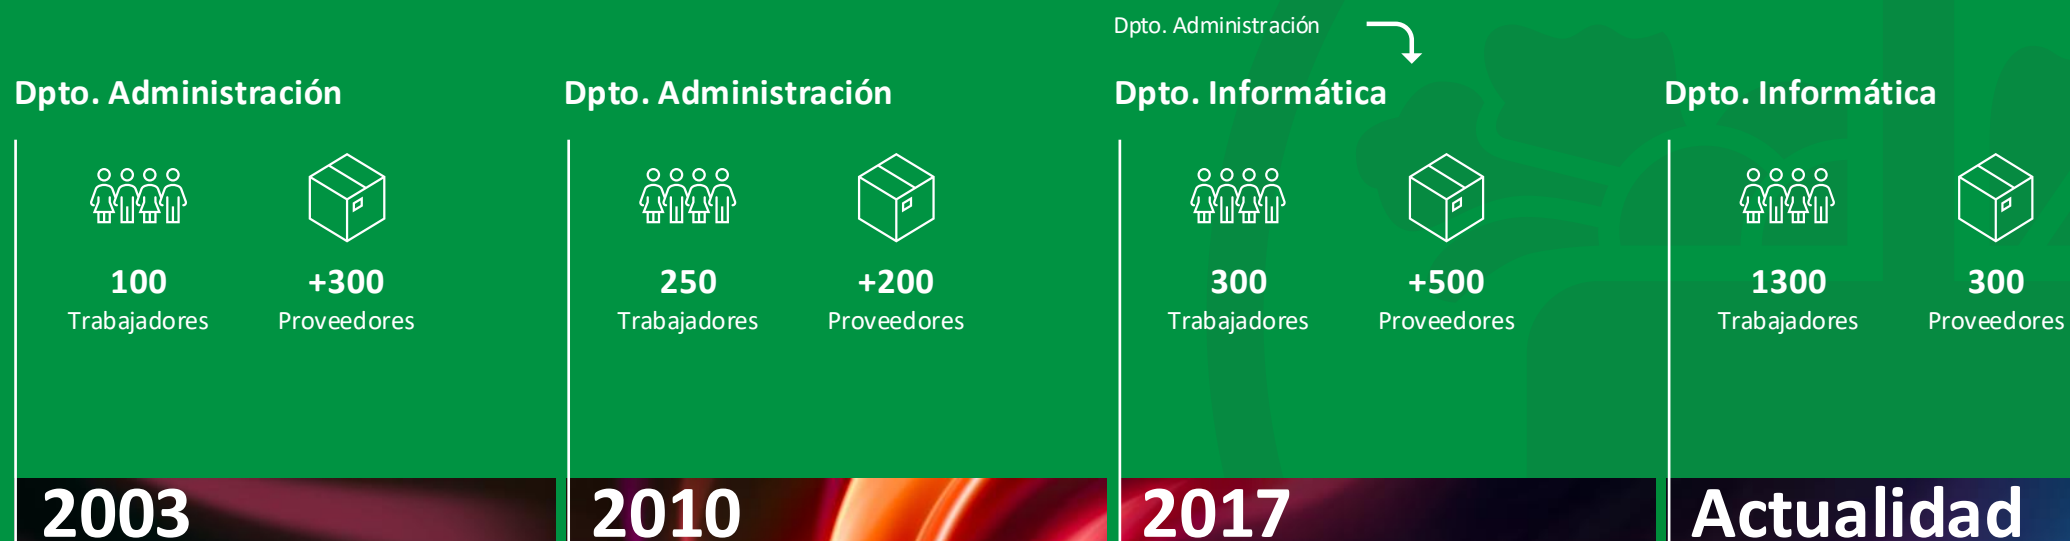 Dpto. Administración
Dpto. Administración
Dpto. Administración
Dpto. Informática
Dpto. Informática
100
Trabajadores
+300
Proveedores
250
Trabajadores
+200
Proveedores
300
Trabajadores
+500
Proveedores
1300
Trabajadores
300
Proveedores
2003
2010
2017
Actualidad